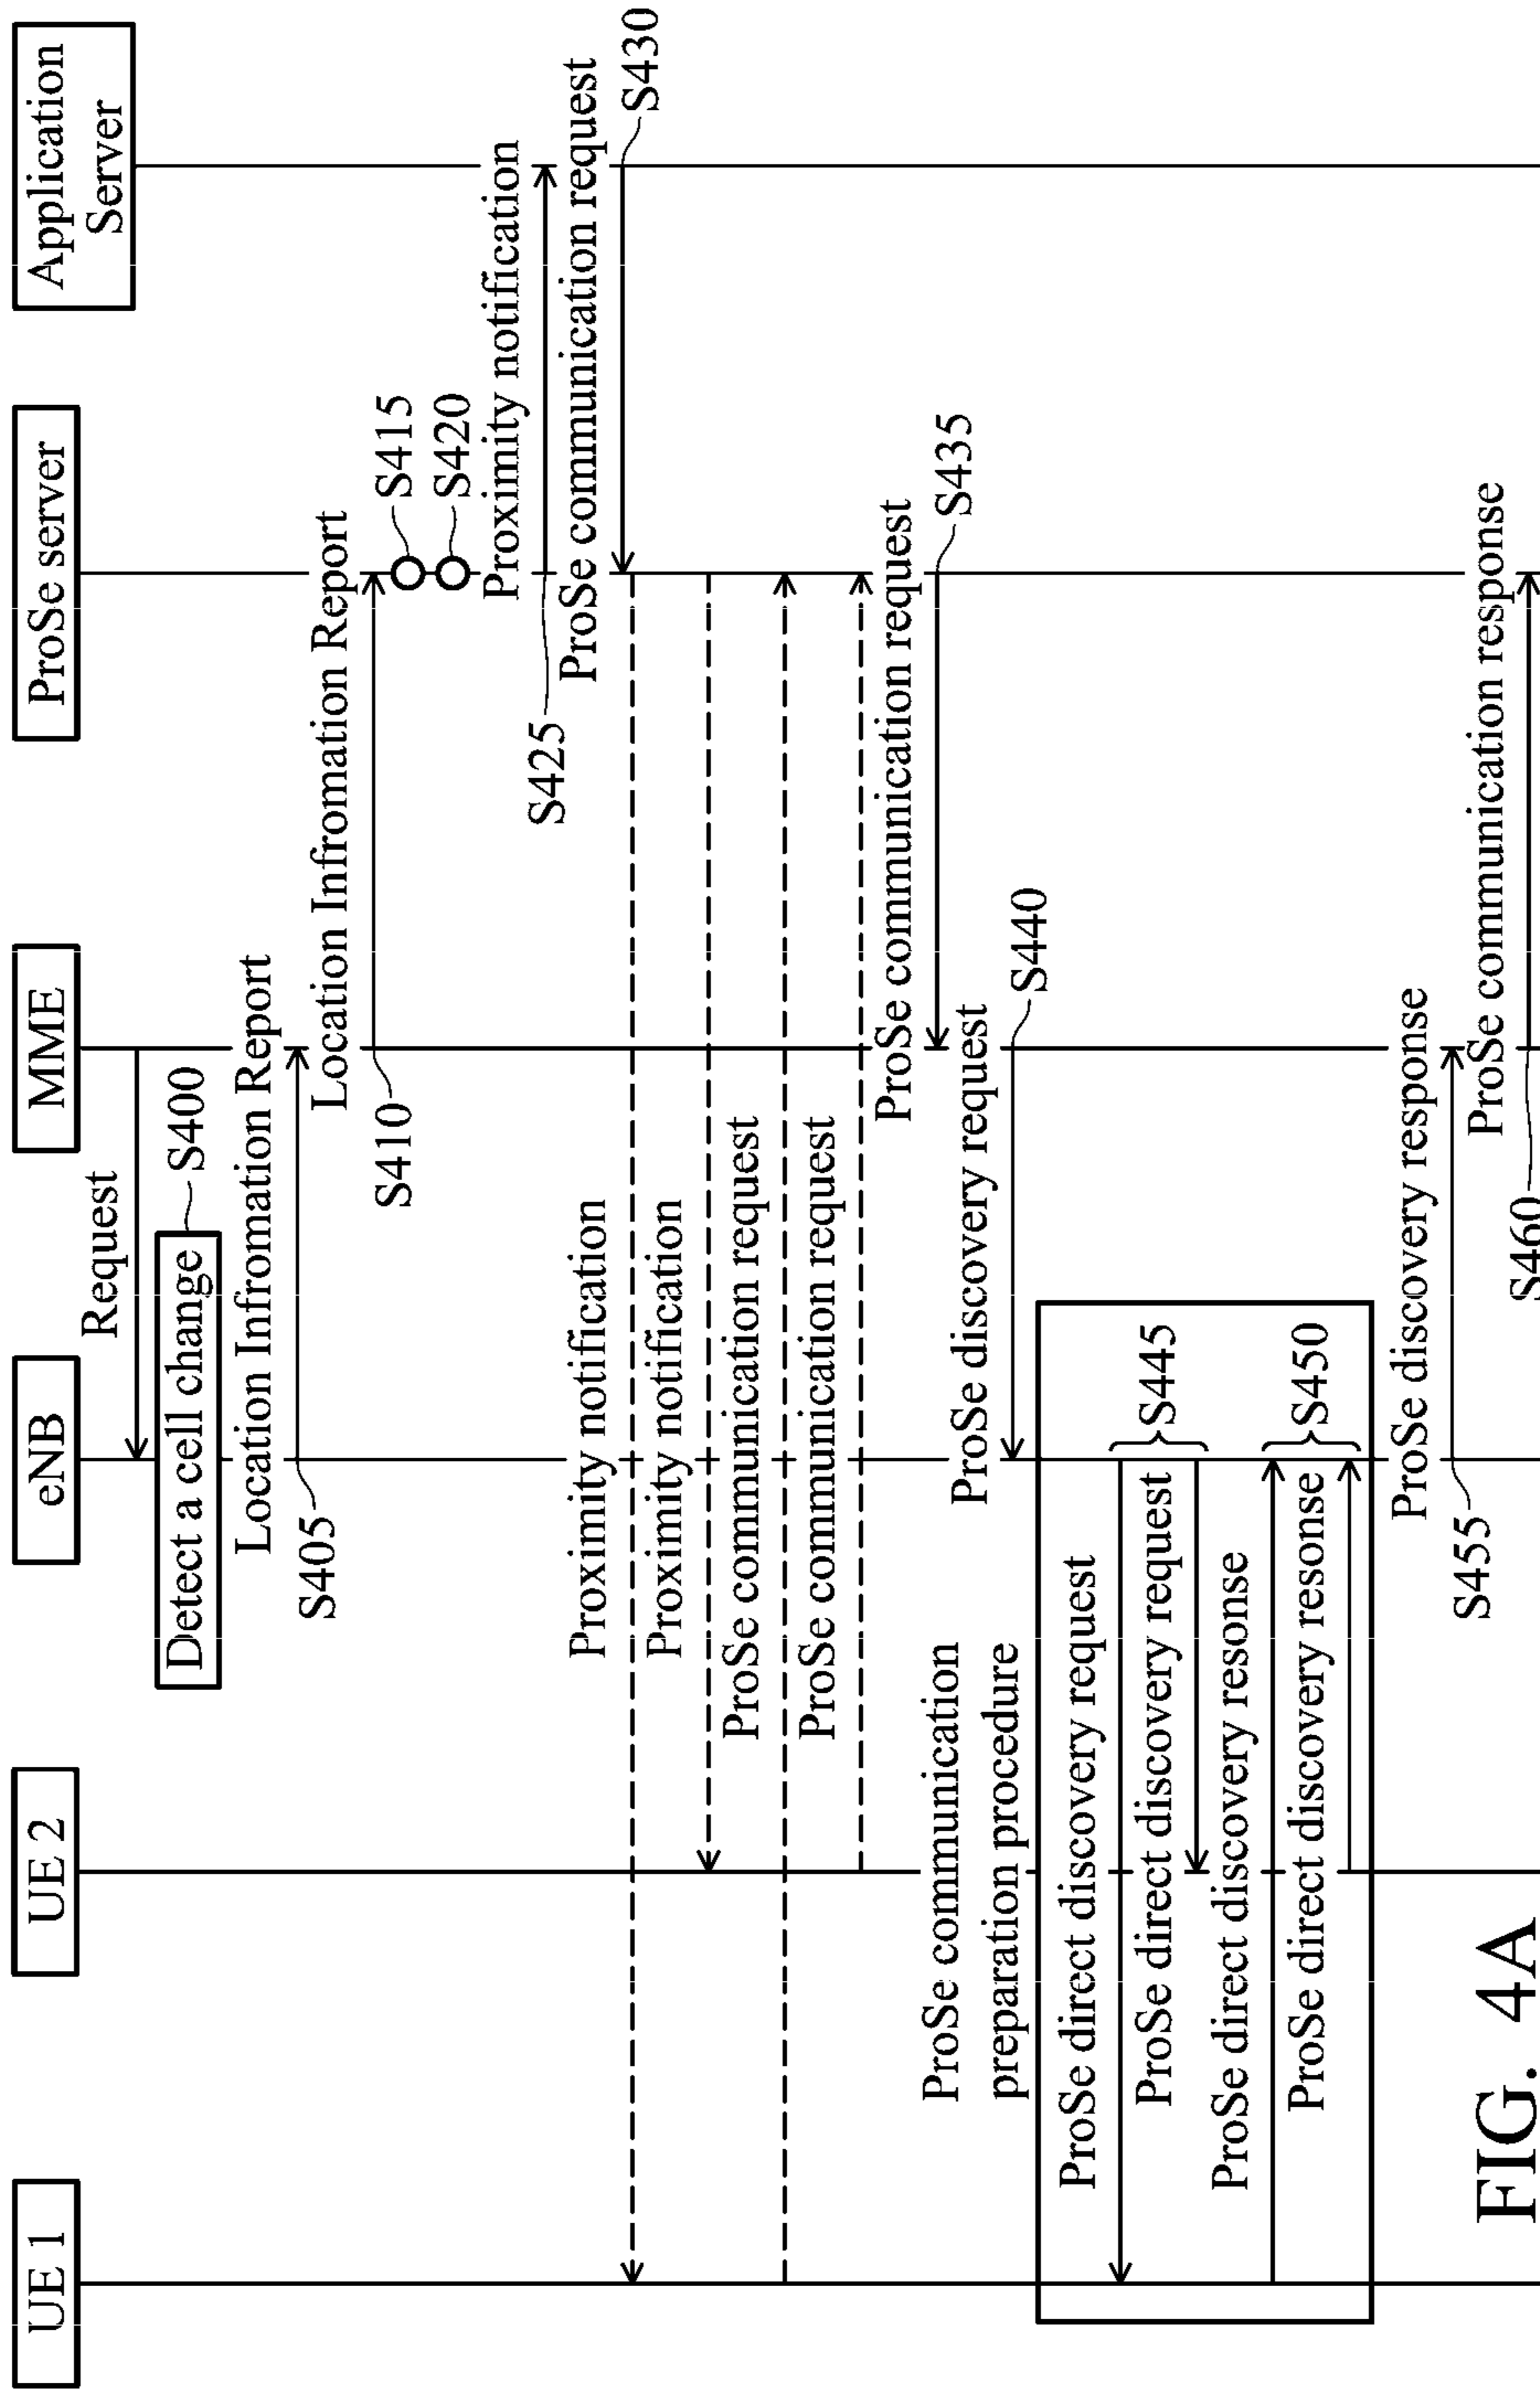 UE 1
UE 2
eNB
MME
ProSe server
Application
Server
Request
Detect a cell change
S400
Location Infromation Report
S405
Location Infromation Report
S410
S415
S420
Proximity notification
S425
ProSe communication request
S430
Proximity notification
Proximity notification
ProSe communication request
ProSe communication request
ProSe communication request
S435
ProSe communication
preparation procedure
ProSe discovery request
S440
ProSe direct discovery request
ProSe direct discovery request
S445
ProSe direct discovery resonse
ProSe direct discovery resonse
S450
ProSe discovery response
S455
ProSe communication response
S460
FIG. 4A